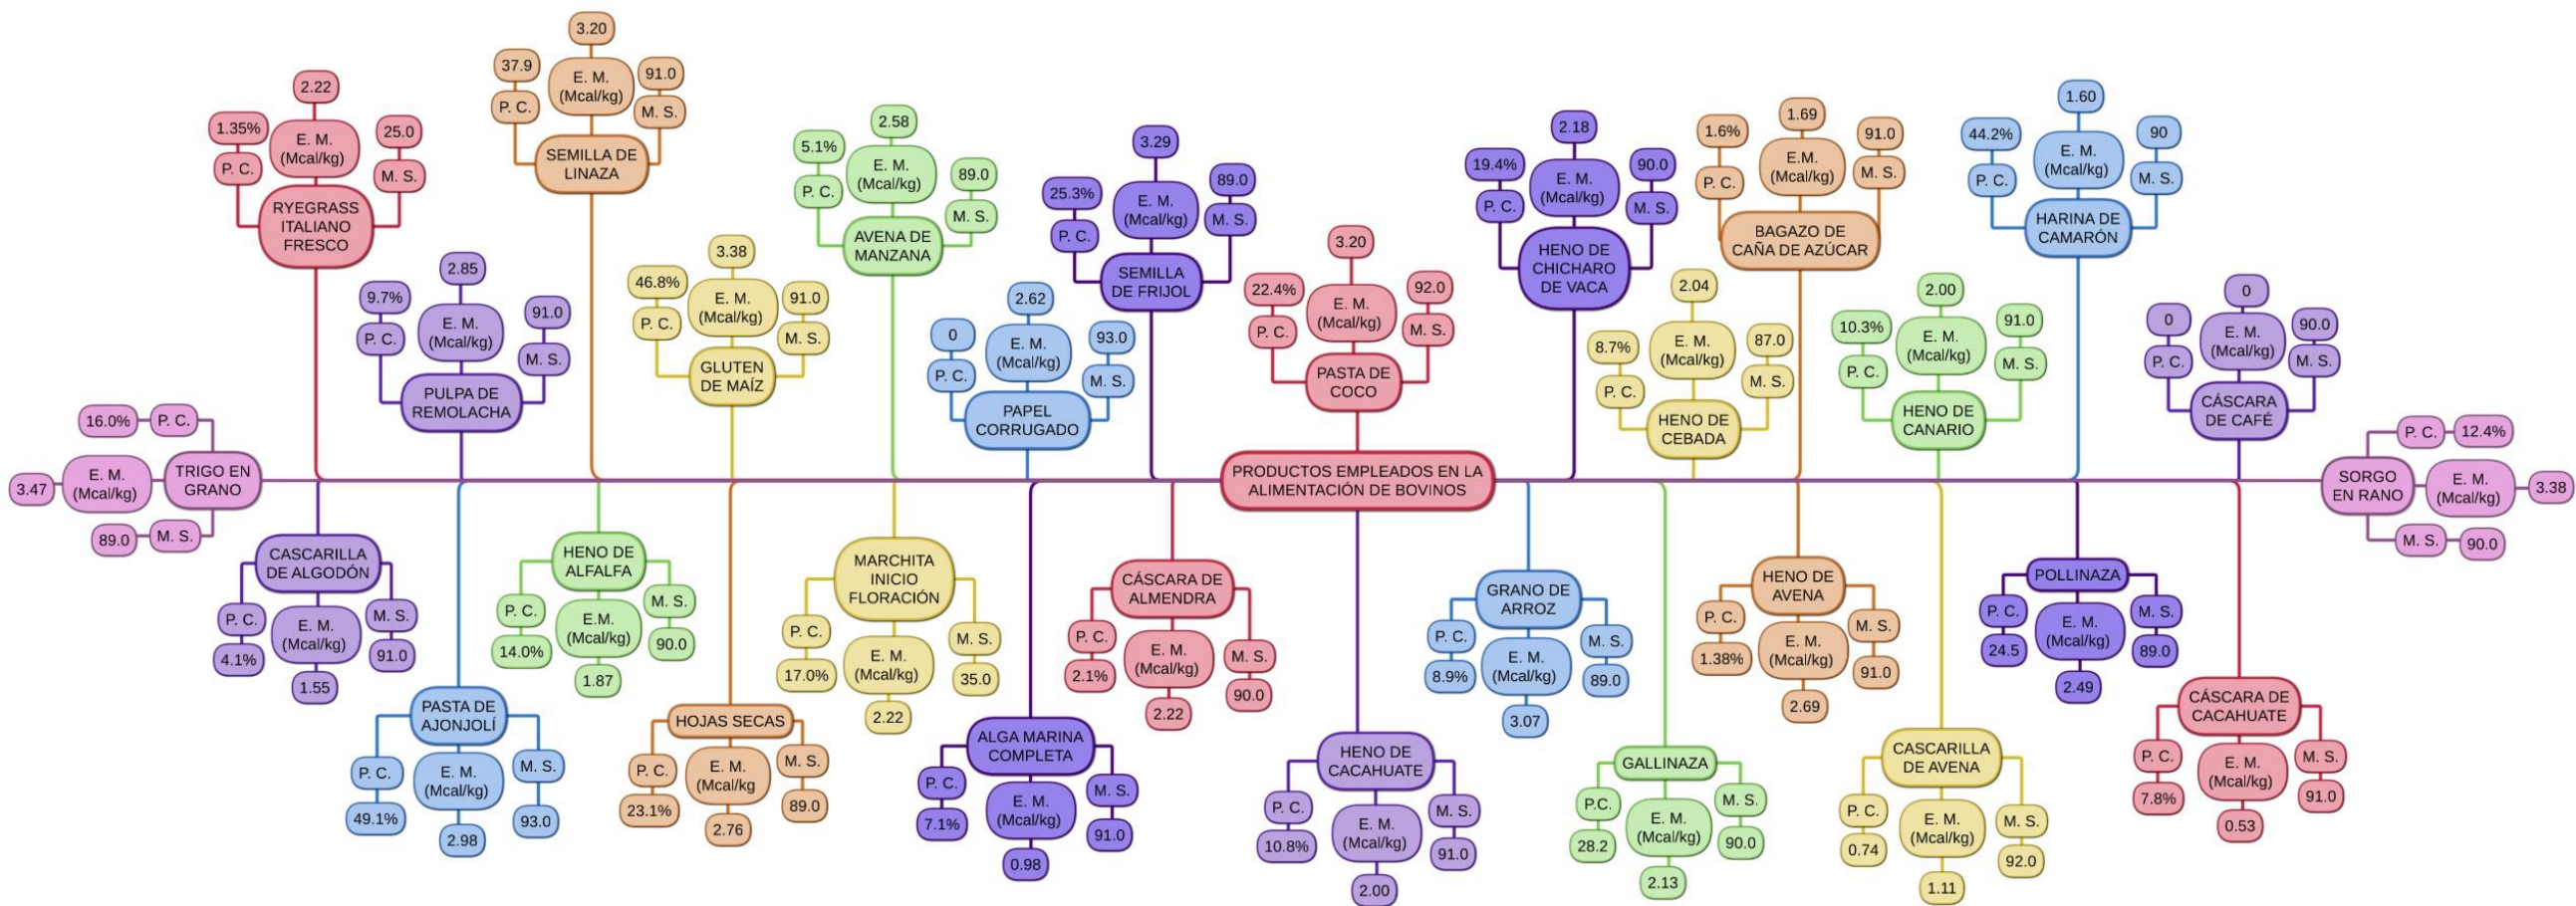 PRODUCTOS EMPLEADOS EN LA
ALIMENTACIÓN DE BOVINOS
TRIGO EN
GRANO
P. C.
16.0%
E. M.
(Mcal/kg)
3.47
M. S.
89.0
RYEGRASS
ITALIANO
FRESCO
P. C.
1.35%
E. M.
(Mcal/kg)
2.22
M. S.
25.0
PULPA DE
REMOLACHA
P. C.
9.7%
E. M.
(Mcal/kg)
2.85
M. S.
91.0
SEMILLA DE
LINAZA
P. C.
37.9
E. M.
(Mcal/kg)
3.20
M. S.
91.0
GLUTEN
DE MAÍZ
P. C.
46.8%
E. M.
(Mcal/kg)
3.38
M. S.
91.0
AVENA DE
MANZANA
P. C.
5.1%
E. M.
(Mcal/kg)
2.58
M. S.
89.0
PAPEL
CORRUGADO
P. C.
0
E. M.
(Mcal/kg)
2.62
M. S.
93.0
SEMILLA
DE FRIJOL
P. C.
25.3%
E. M.
(Mcal/kg)
3.29
M. S.
89.0
PASTA DE
COCO
P. C.
22.4%
E. M.
(Mcal/kg)
3.20
M. S.
92.0
HENO DE
CHICHARO
DE VACA
P. C.
19.4%
E. M.
(Mcal/kg)
2.18
M. S.
90.0
HENO DE
CEBADA
P. C.
8.7%
E. M.
(Mcal/kg)
2.04
M. S.
87.0
BAGAZO DE
CAÑA DE AZÚCAR
P. C.
1.6%
E.M.
(Mcal/kg)
1.69
M. S.
91.0
HENO DE
CANARIO
P. C.
10.3%
E. M.
(Mcal/kg)
2.00
M. S.
91.0
HARINA DE
CAMARÓN
P. C.
44.2%
E. M.
(Mcal/kg)
1.60
M. S.
90
CÁSCARA
DE CAFÉ
P. C.
0
E. M.
(Mcal/kg)
0
M. S.
90.0
SORGO
EN RANO
P. C.
12.4%
E. M.
(Mcal/kg)
3.38
M. S.
90.0
CASCARILLA
DE ALGODÓN
P. C.
4.1%
E. M.
(Mcal/kg)
1.55
M. S.
91.0
PASTA DE
AJONJOLÍ
P. C.
49.1%
E. M.
(Mcal/kg
2.98
M. S.
93.0
HENO DE
ALFALFA
P. C.
14.0%
E.M.
(Mcal/kg)
1.87
M. S.
90.0
HOJAS SECAS
P. C.
23.1%
E. M.
(Mcal/kg
2.76
M. S.
89.0
MARCHITA
INICIO
FLORACIÓN
P. C.
17.0%
E. M.
(Mcal/kg)
2.22
M. S.
35.0
ALGA MARINA
COMPLETA
P. C.
7.1%
E. M.
(Mcal/kg)
0.98
M. S.
91.0
CÁSCARA DE
ALMENDRA
P. C.
2.1%
E. M.
(Mcal/kg)
2.22
M. S.
90.0
HENO DE
CACAHUATE
P. C.
10.8%
E. M.
(Mcal/kg)
2.00
M. S.
91.0
GRANO DE
ARROZ
P. C.
8.9%
E. M.
(Mcal/kg)
3.07
M. S.
89.0
GALLINAZA
P.C.
28.2
E. M.
(Mcal/kg)
2.13
M. S.
90.0
HENO DE
AVENA
P. C.
1.38%
E. M.
(Mcal/kg)
2.69
M. S.
91.0
CASCARILLA
DE AVENA
P. C.
0.74
E. M.
(Mcal/kg)
1.11
M. S.
92.0
POLLINAZA
P. C.
24.5
E. M.
(Mcal/kg)
2.49
M. S.
89.0
CÁSCARA DE
CACAHUATE
P. C.
7.8%
E. M.
(Mcal/kg)
0.53
M. S.
91.0